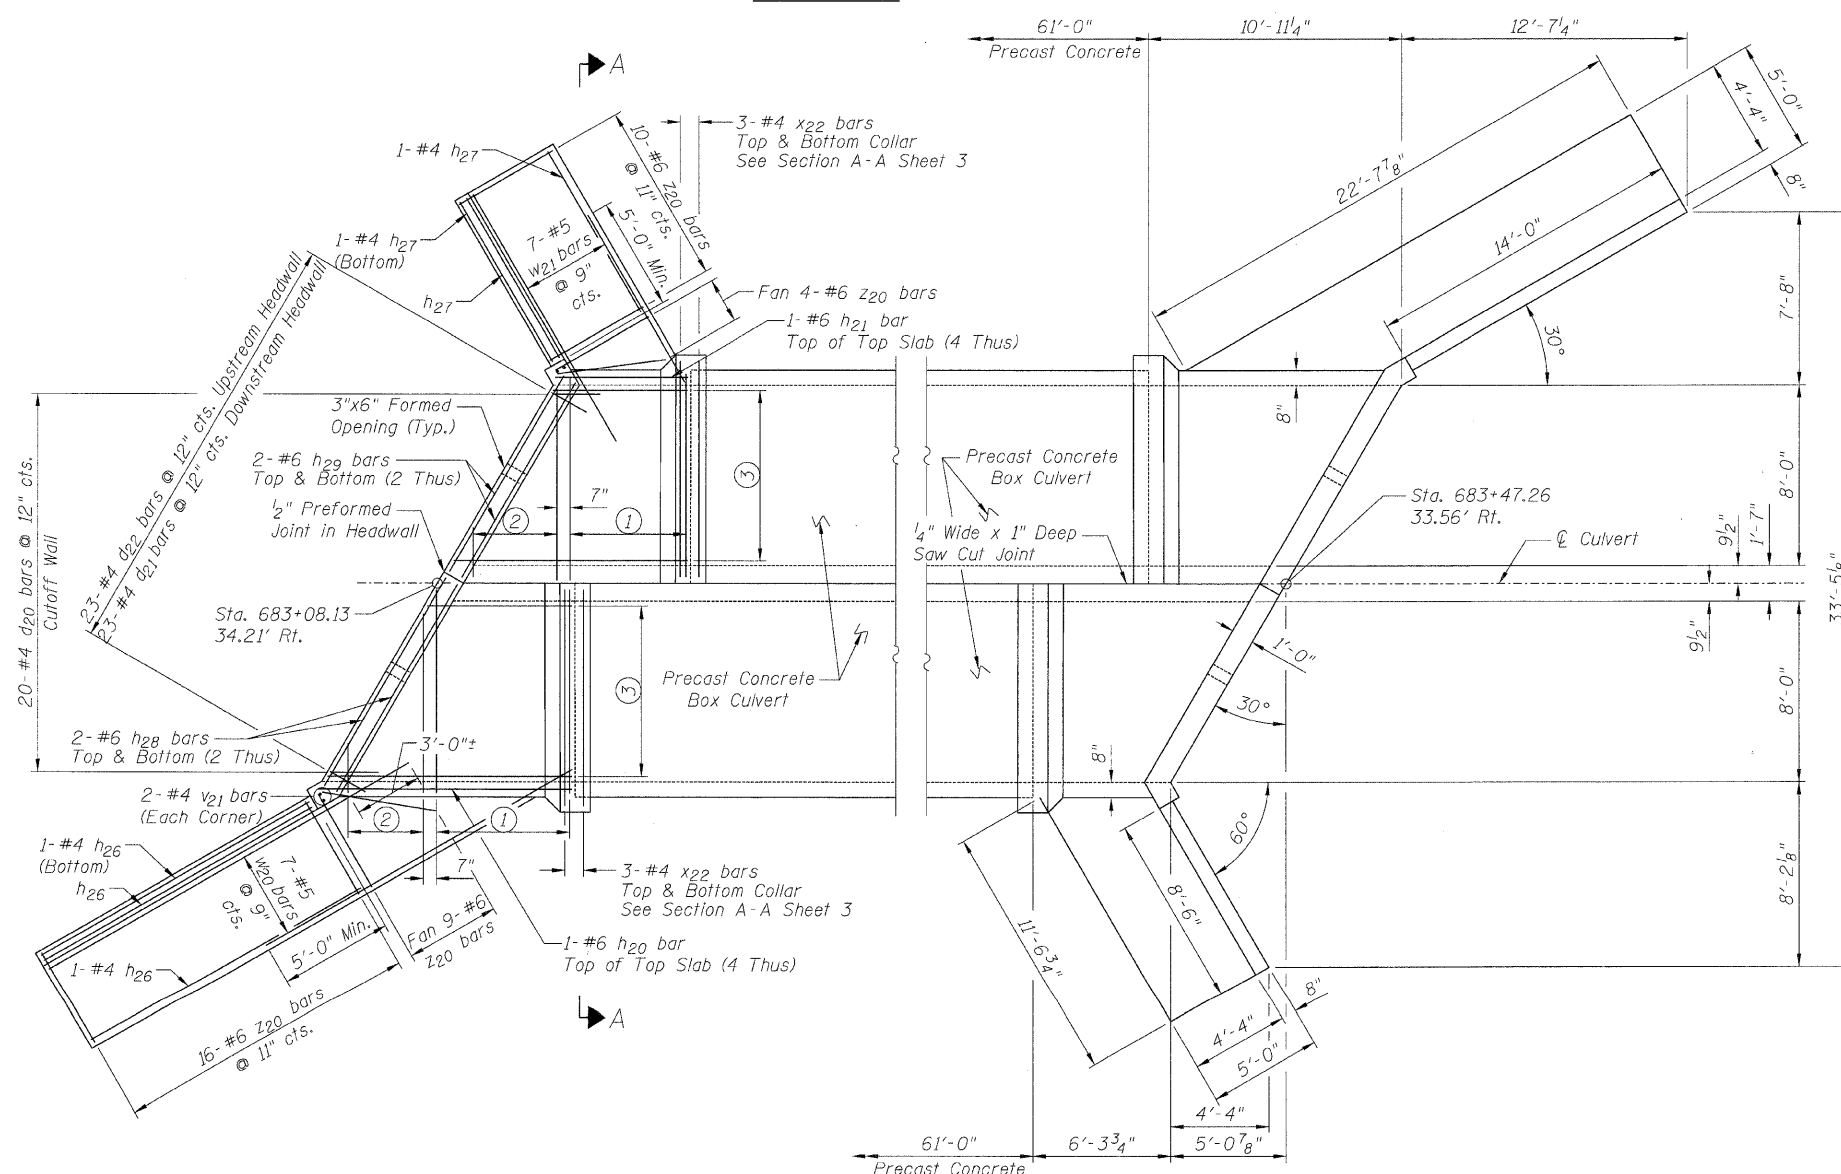 61'-0"
Precast Concrete
10'-11¼"
12'-7¼"
A
3-#4 x22 bars
Top & Bottom Collar
See Section A-A Sheet 3
1-#4 h27
10-#6 z20 bars
@ 11" cts.
5'-0" Min.
7-#5
w21 bars
@ 9"
cts.
1-#4 h27
(Bottom)
h27
Fan 4-#6 z20 bars
1-#6 h21 bar
Top of Top Slab (4 Thus)
22'-7⅞"
14'-0"
4'-4"
5'-0"
8"
7'-8"
30°
8"
23-#4 d22 bars @ 12" cts. Upstream Headwall
23-#4 d21 bars @ 12" cts. Downstream Headwall
20-#4 d20 bars @ 12" cts.
Cutoff Wall
3"x6" Formed
Opening (Typ.)
2-#6 h29 bars
Top & Bottom (2 Thus)
½" Preformed
Joint in Headwall
7"
2
1
3
Precast Concrete
Box Culvert
¼" Wide x 1" Deep
Saw Cut Joint
Sta. 683+47.26
33.56' Rt.
℄ Culvert
8'-0"
9½"
1'-7"
33'-5⅛"
9½"
Sta. 683+08.13
34.21' Rt.
3
Precast Concrete
Box Culvert
1'-0"
30°
8'-0"
2-#6 h28 bars
Top & Bottom (2 Thus)
3'-0"±
8"
2-#4 v21 bars
(Each Corner)
2
1
7"
60°
8'-2⅛"
1-#4 h26
(Bottom)
h26
7-#5
w20 bars
@ 9"
cts.
3-#4 x22 bars
Top & Bottom Collar
See Section A-A Sheet 3
8'-6"
11'-6¾"
Fan 9-#6
z20 bars
5'-0" Min.
1-#6 h20 bar
Top of Top Slab (4 Thus)
1-#4 h26
16-#6 z20 bars
@ 11" cts.
A
8"
4'-4"
5'-0"
4'-4"
61'-0"
Precast Concrete
6'-3¾"
5'-0⅞"